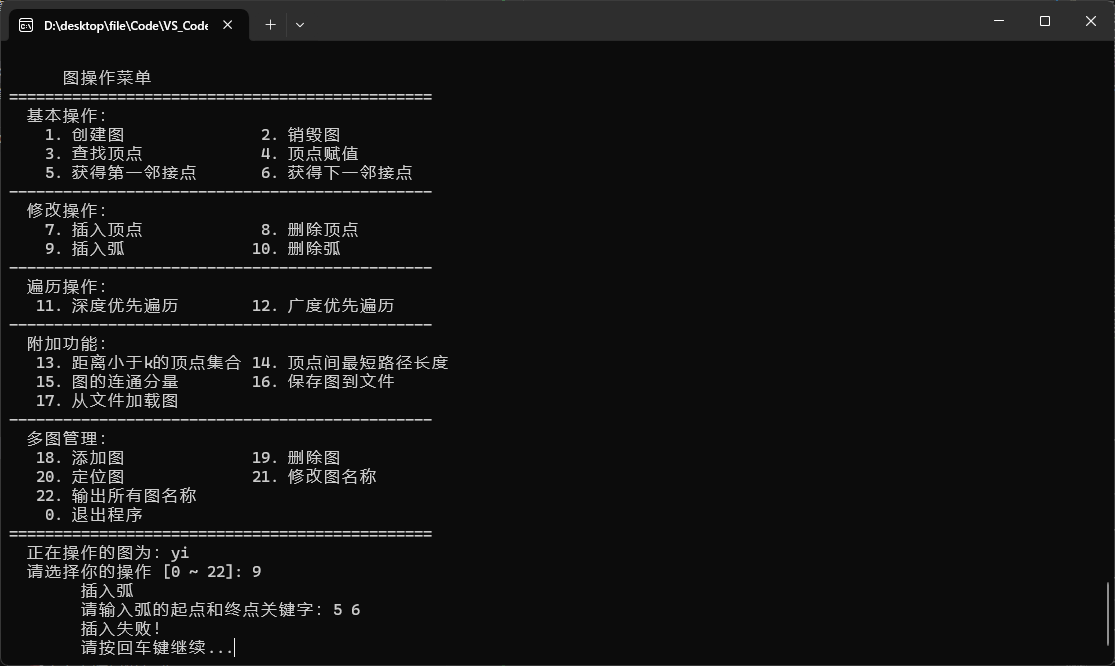 D:\desktop\file\Code\VS_Code
图操作菜单
===============================================
基本操作:
1. 创建图 2. 销毁图
3. 查找顶点 4. 顶点赋值
5. 获得第一邻接点 6. 获得下一邻接点
-----------------------------------------------
修改操作:
7. 插入顶点 8. 删除顶点
9. 插入弧 10. 删除弧
-----------------------------------------------
遍历操作:
11. 深度优先遍历 12. 广度优先遍历
-----------------------------------------------
附加功能:
13. 距离小于k的顶点集合 14. 顶点间最短路径长度
15. 图的连通分量 16. 保存图到文件
17. 从文件加载图
-----------------------------------------------
多图管理:
18. 添加图 19. 删除图
20. 定位图 21. 修改图名称
22. 输出所有图名称
0. 退出程序
===============================================
正在操作的图为: yi
请选择你的操作 [0 ~ 22]: 9
插入弧
请输入弧的起点和终点关键字: 5 6
插入失败!
请按回车键继续...